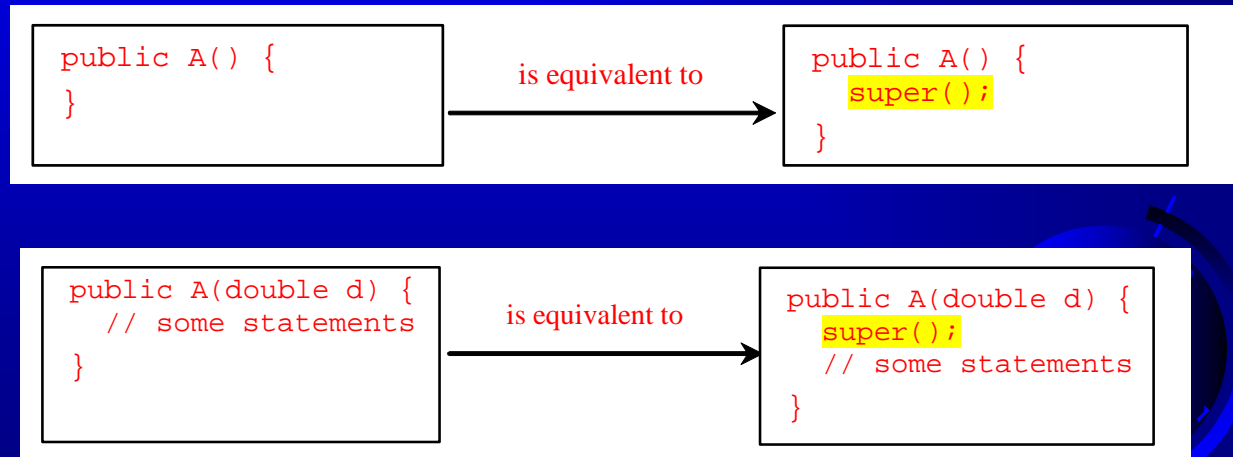 public A() {
}
is equivalent to
public A() {
super();
}
public A(double d) {
// some statements
}
is equivalent to
public A(double d) {
super();
// some statements
}